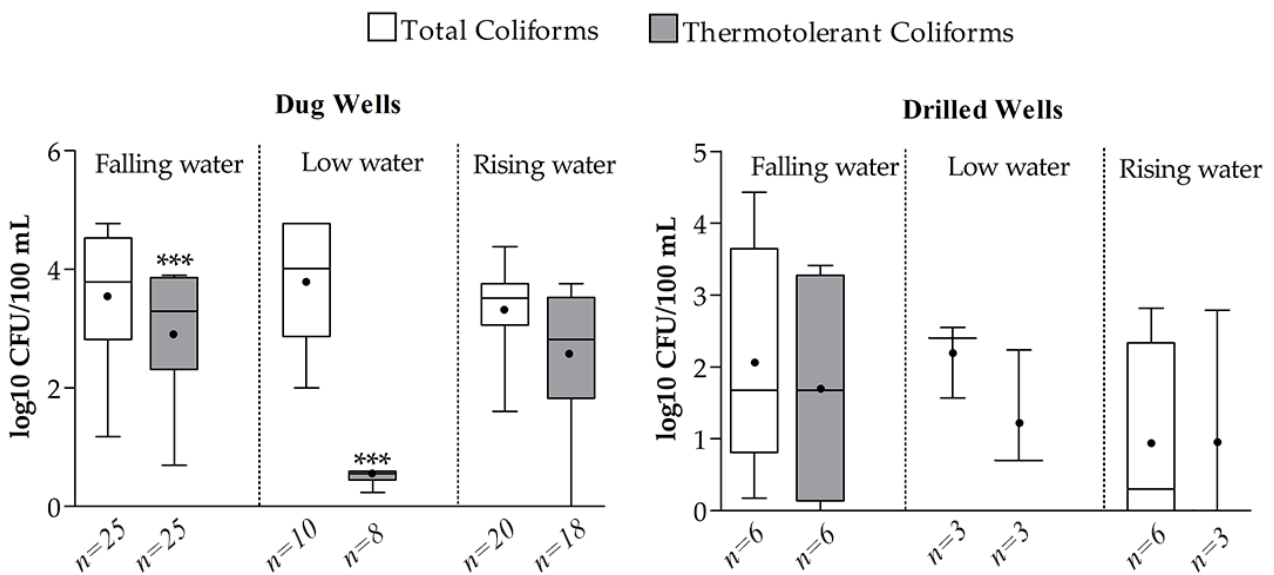 Total Coliforms
Thermotolerant Coliforms
Dug Wells
log10 CFU/100 mL
6
4
2
0
Falling water
Low water
Rising water
***
***
n=25
n=25
n=10
n=8
n=20
n=18
Drilled Wells
log10 CFU/100 mL
5
4
3
2
1
0
Falling water
Low water
Rising water
n=6
n=6
n=3
n=3
n=6
n=3